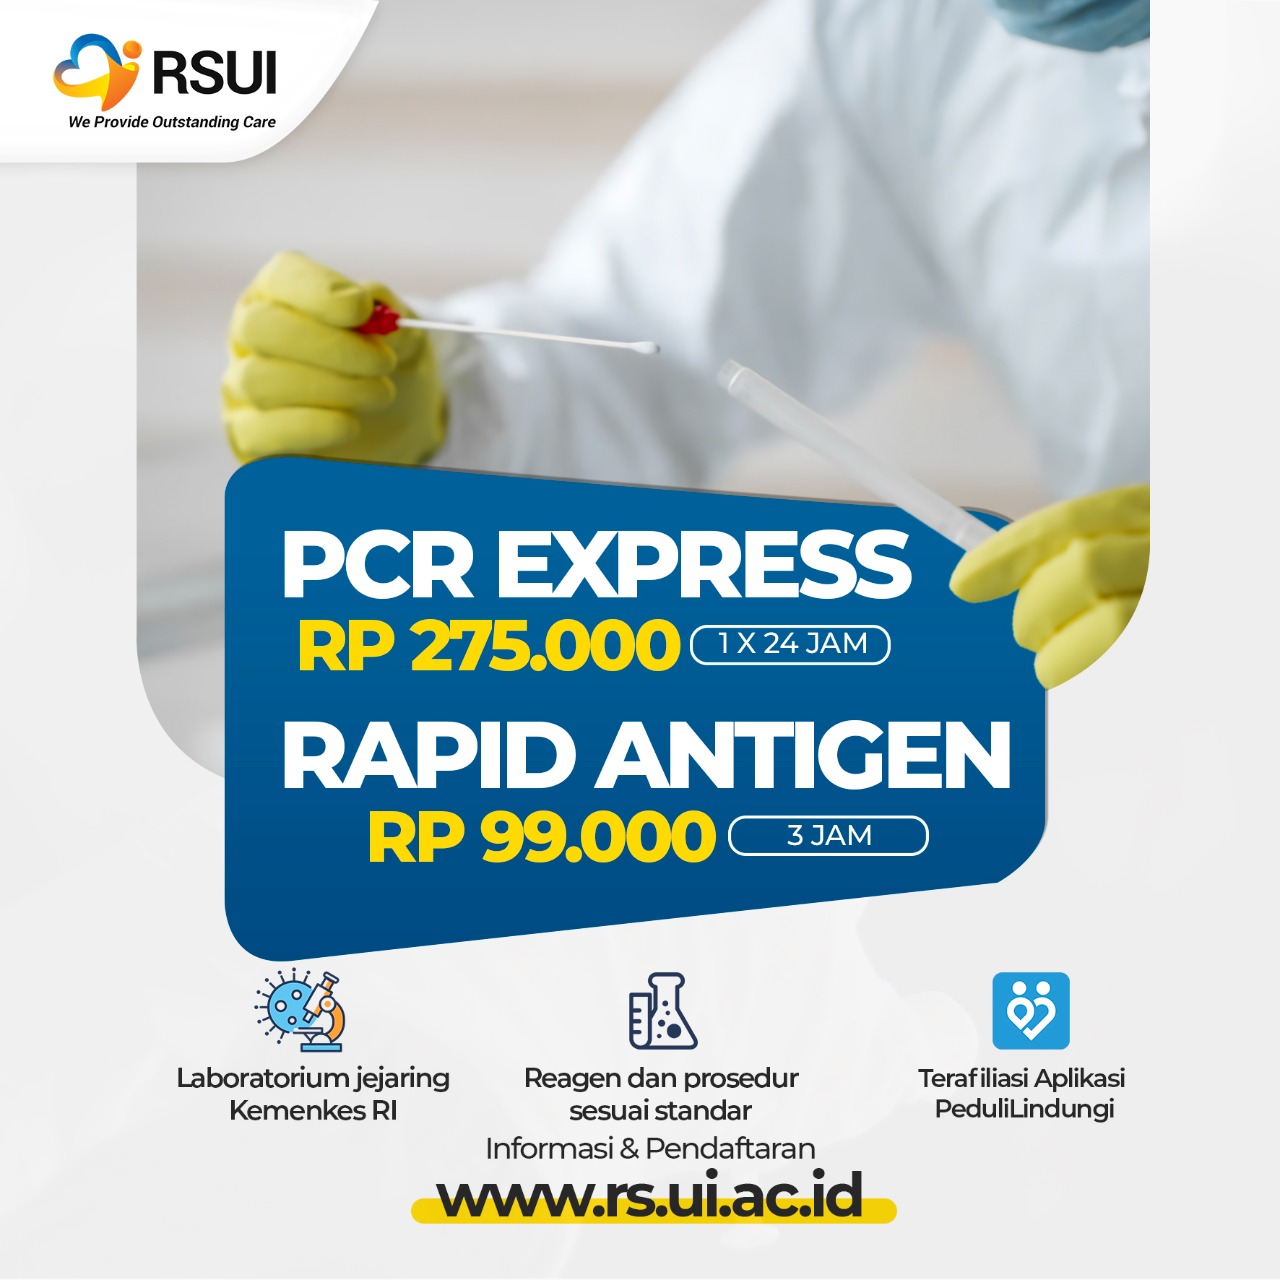 RSUI
We Provide Outstanding Care
PCR EXPRESS
RP 275.000 1 X 24 JAM
RAPID ANTIGEN
RP 99.000 3 JAM
Laboratorium jejaring
Kemenkes RI
Reagen dan prosedur
sesuai standar
Terafiliasi Aplikasi
PeduliLindungi
Informasi & Pendaftaran
www.rs.ui.ac.id